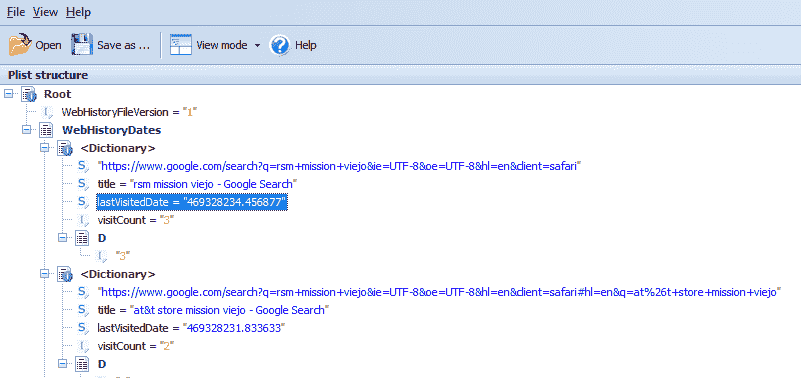 File View Help
Open Save as ... View mode Help
Plist structure
Root
WebHistoryFileVersion = "1"
WebHistoryDates
<Dictionary>
"https://www.google.com/search?q=rsm+mission+viejo&ie=UTF-8&oe=UTF-8&hl=en&client=safari"
title = "rsm mission viejo - Google Search"
lastVisitedDate = "469328234.456877"
visitCount = "3"
D
"3"
<Dictionary>
"https://www.google.com/search?q=rsm+mission+viejo&ie=UTF-8&oe=UTF-8&hl=en&client=safari#hl=en&q=at%26t+store+mission+viejo"
title = "at&t store mission viejo - Google Search"
lastVisitedDate = "469328231.833633"
visitCount = "2"
D